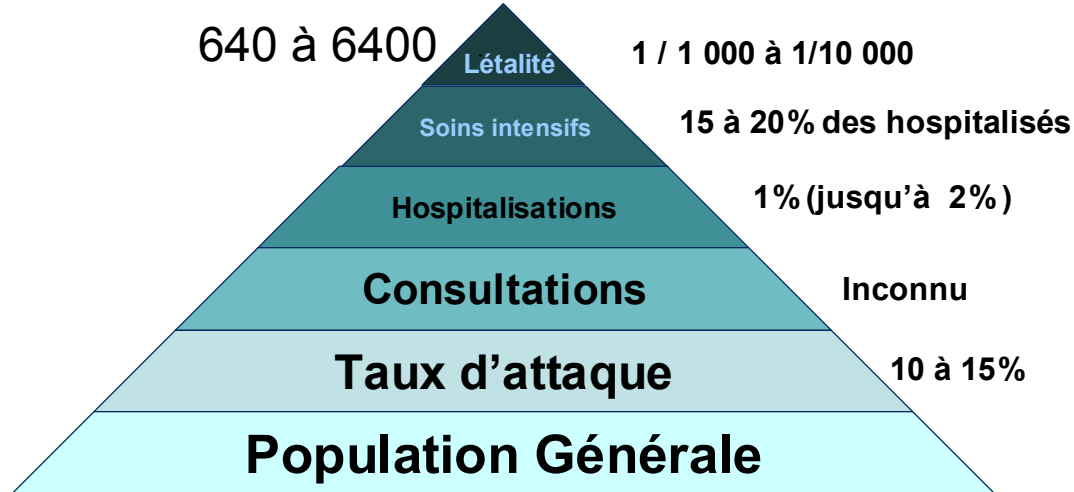 640 à 6400
Létalité
1 / 1 000 à 1/10 000
Soins intensifs
15 à 20% des hospitalisés
Hospitalisations
1% (jusqu’à 2% )
Consultations
Inconnu
Taux d’attaque
10 à 15%
Population Générale